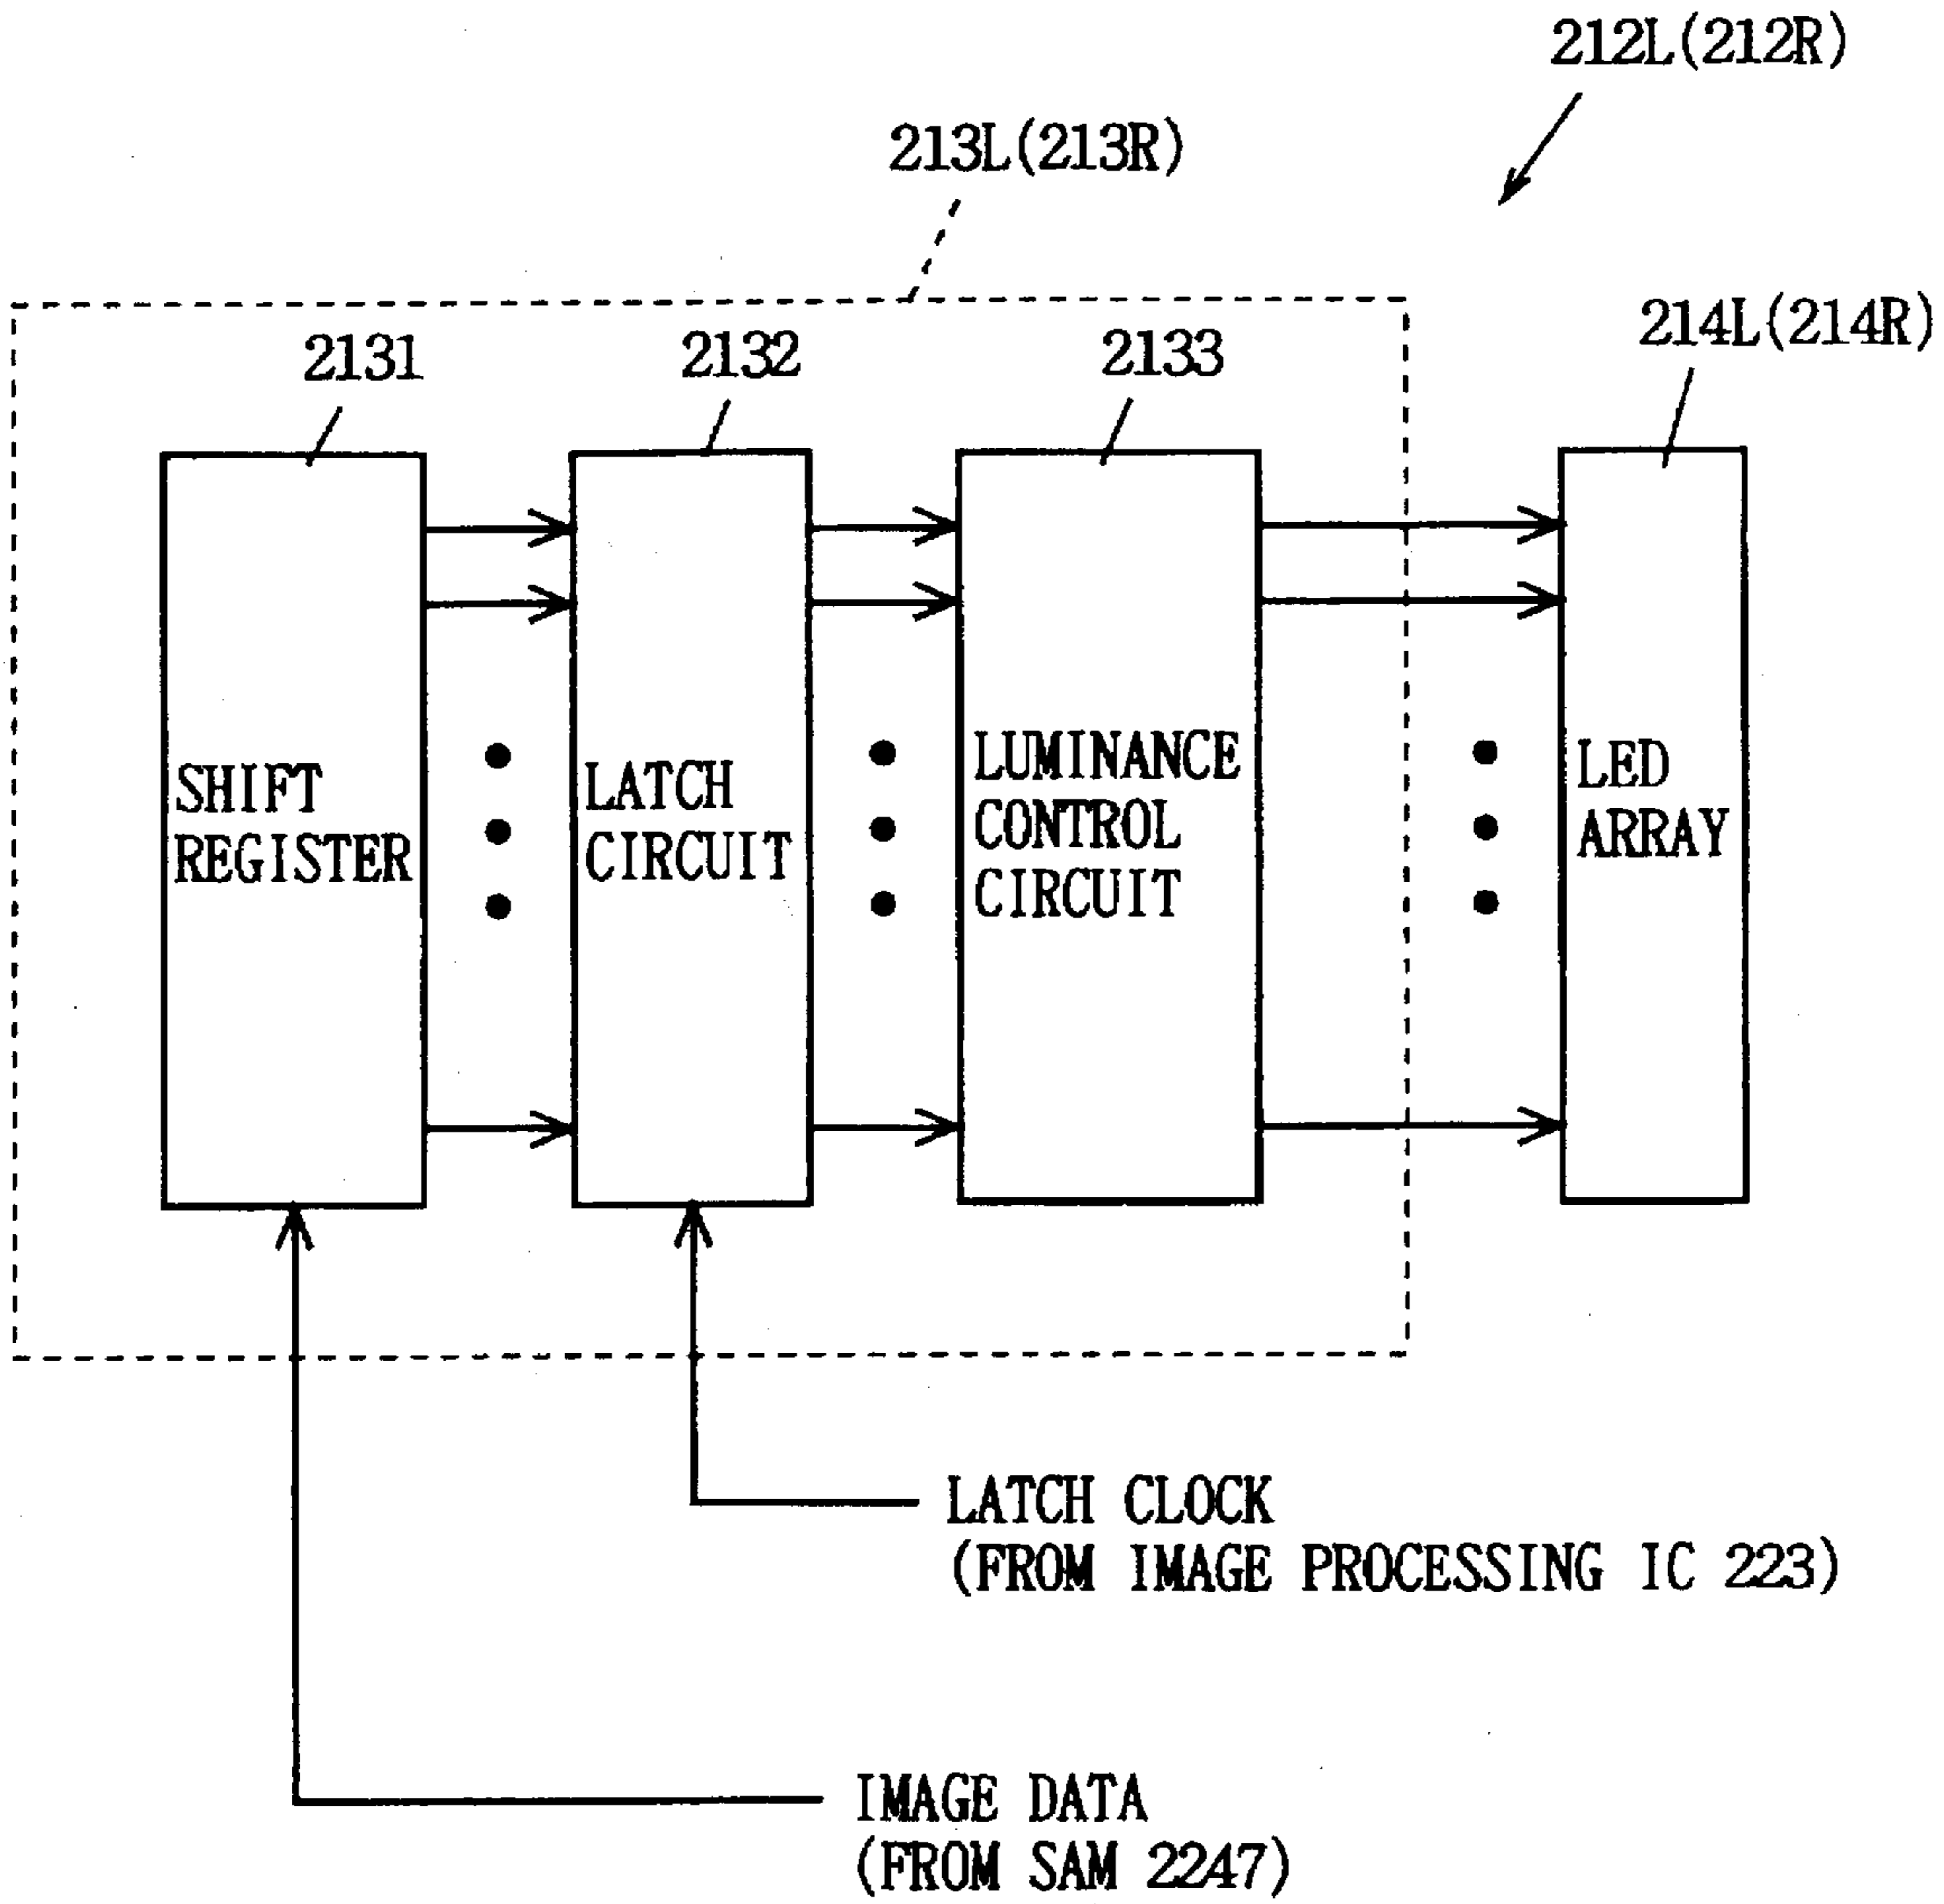 212L(212R)
213L(213R)
214L(214R)
2131
2132
2133
SHIFT
REGISTER
LATCH
CIRCUIT
LUMINANCE
CONTROL
CIRCUIT
LED
ARRAY
LATCH CLOCK
(FROM IMAGE PROCESSING IC 223)
IMAGE DATA
(FROM SAM 2247)